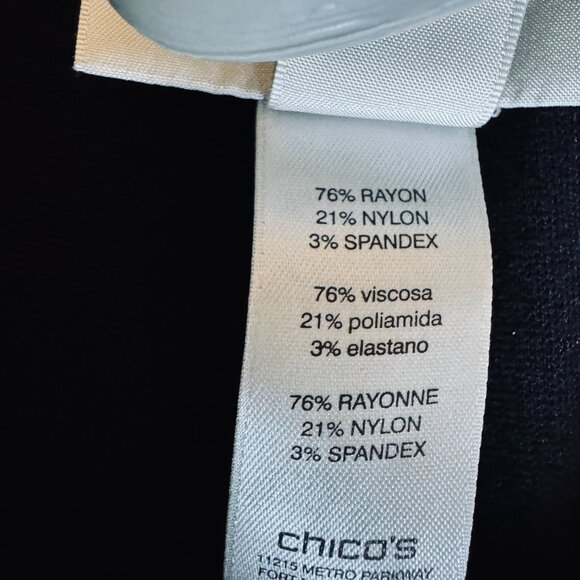 76% RAYON
21% NYLON
3% SPANDEX
76% viscosa
21% poliamida
3% elastano
76% RAYONNE
21% NYLON
3% SPANDEX
chico's
11215 METRO PARKWAY
FORT